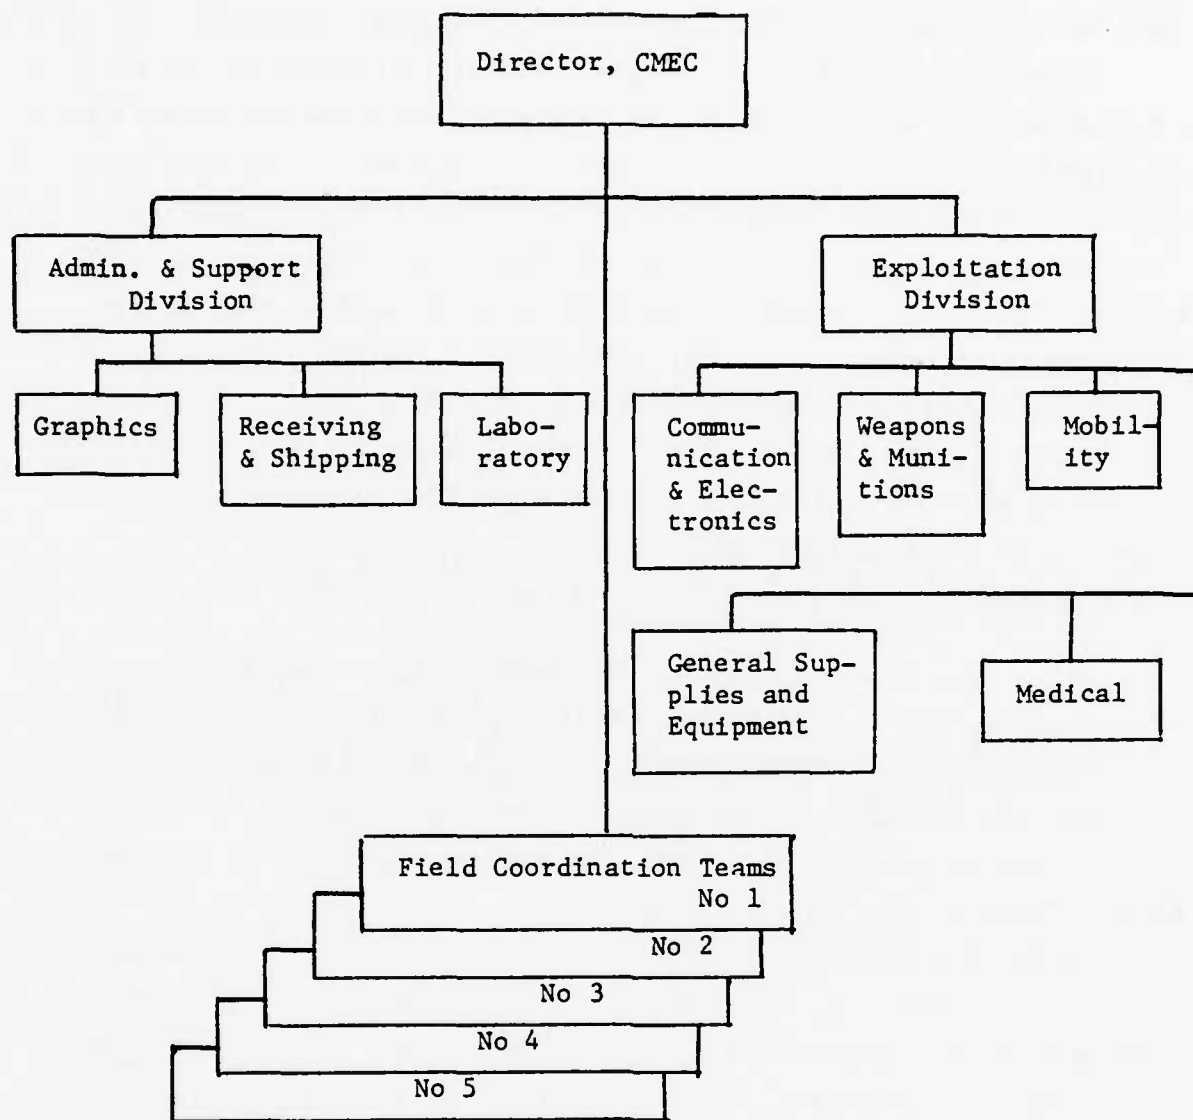 Director, CMEC
Admin. & Support
Division
Exploitation
Division
Graphics
Receiving
& Shipping
Labo-
ratory
Commu-
nication
& Elec-
tronics
Weapons
& Muni-
tions
Mobil-
ity
General Sup-
plies and
Equipment
Medical
Field Coordination Teams
No 1
No 2
No 3
No 4
No 5